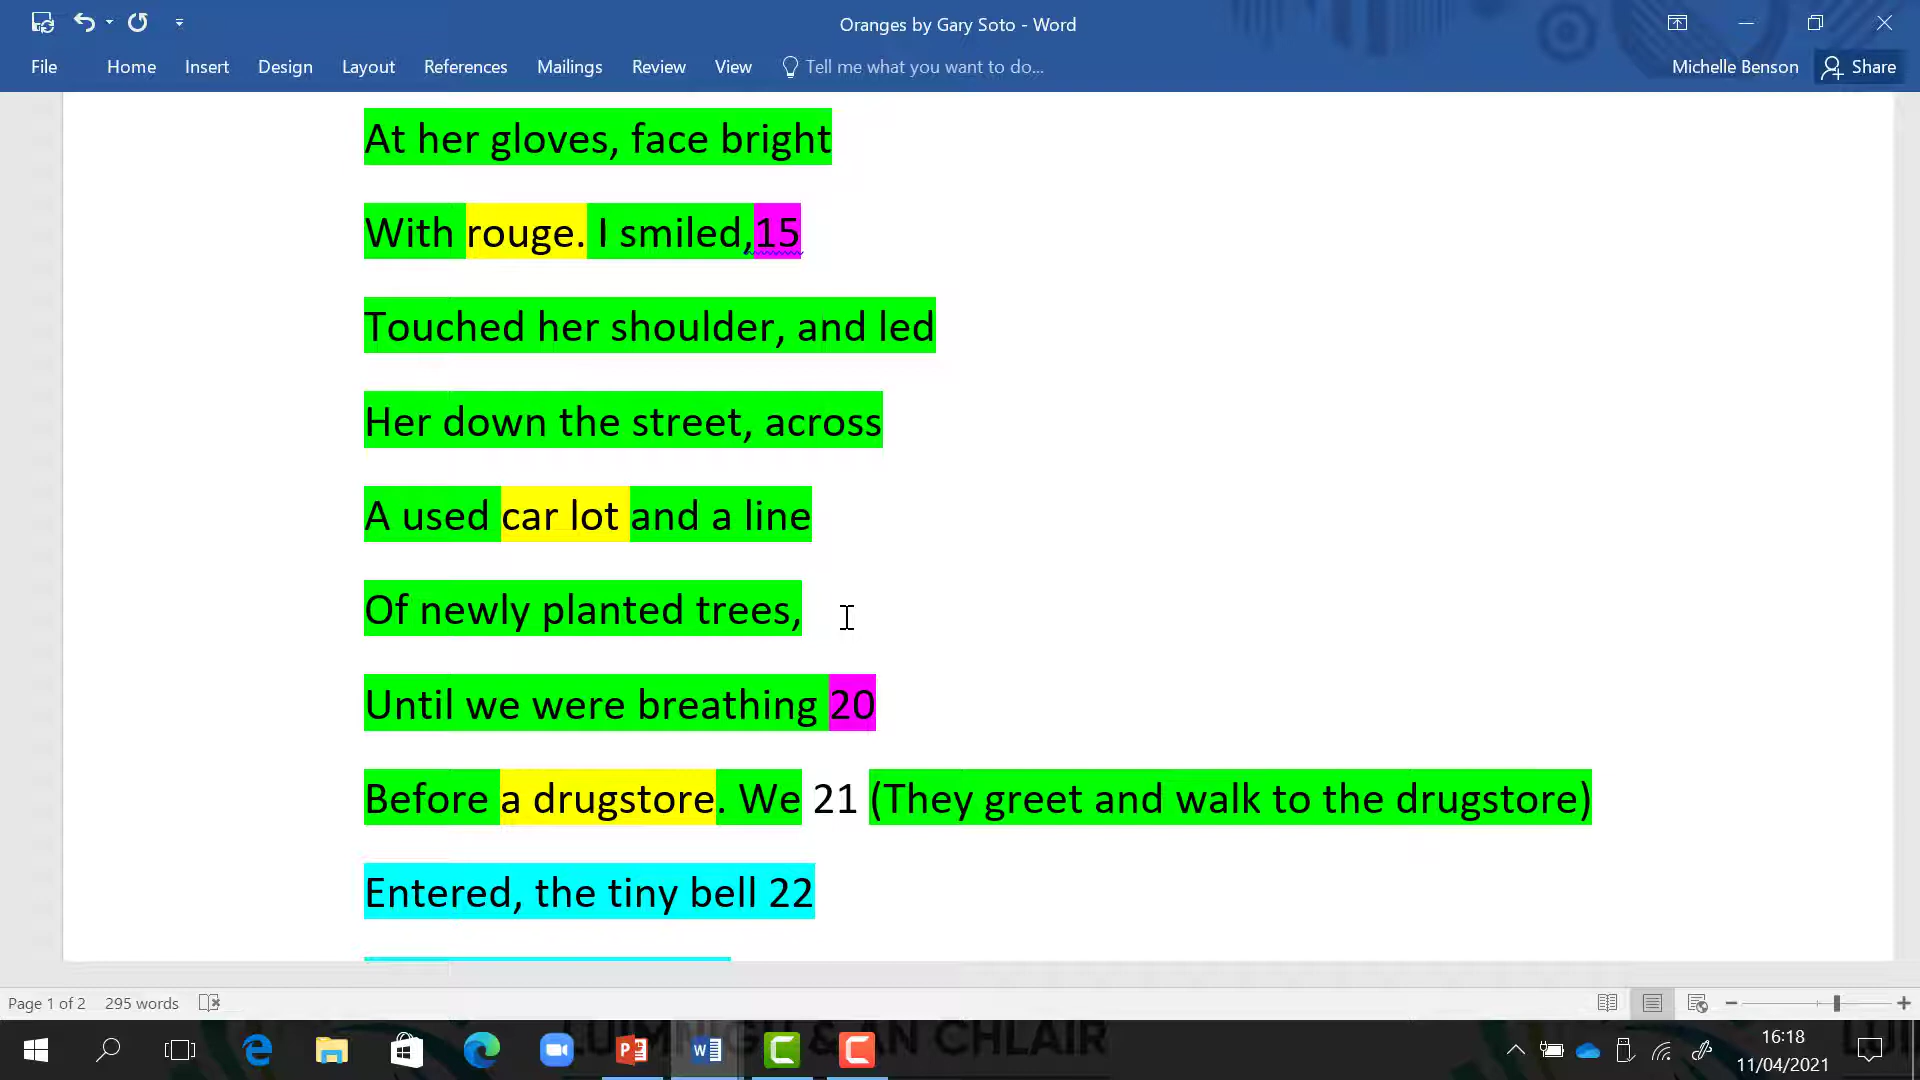 Oranges by Gary Soto - Word
File Home Insert Design Layout References Mailings Review View Tell me what you want to do... Michelle Benson Share
At her gloves, face bright
With rouge. I smiled,15
Touched her shoulder, and led
Her down the street, across
A used car lot and a line
Of newly planted trees,
Until we were breathing 20
Before a drugstore. We 21 (They greet and walk to the drugstore)
Entered, the tiny bell 22
Page 1 of 2 295 words
LUIMNIGH & AN CHLÁIR
16:18
11/04/2021